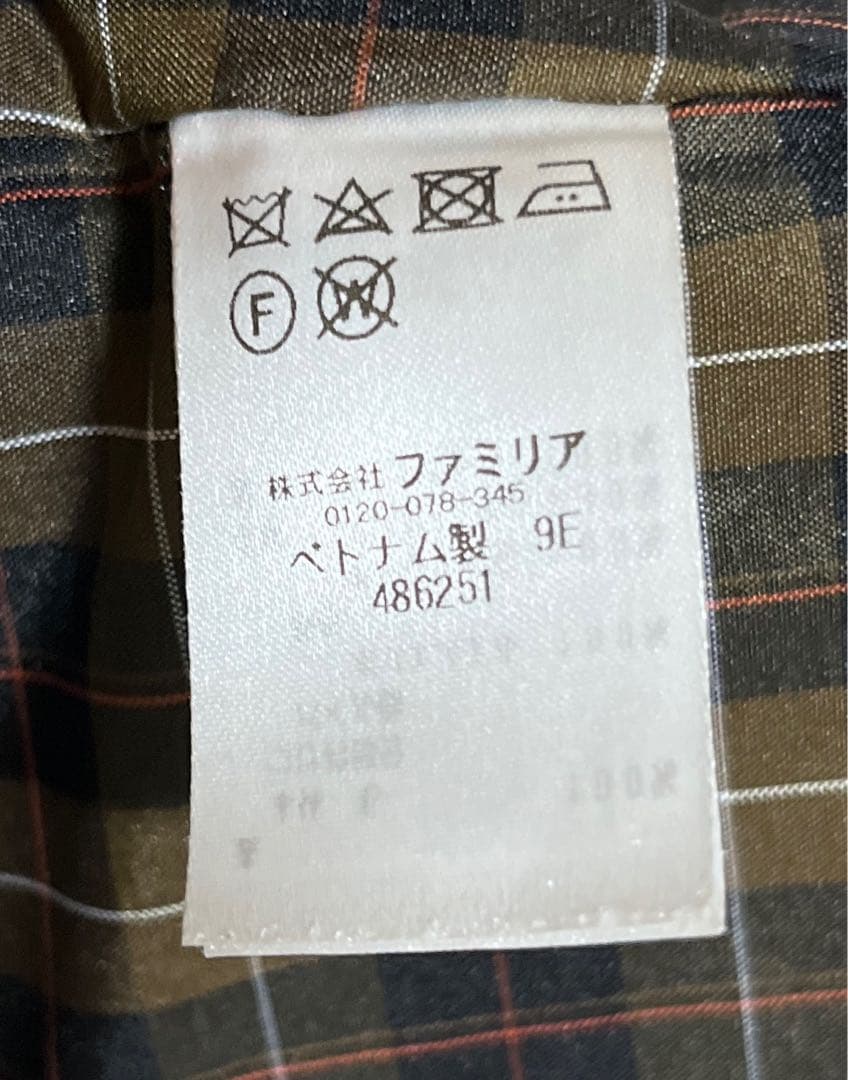 F W
株式会社 ファミリア
0120-078-345
ベトナム製 9E
486251